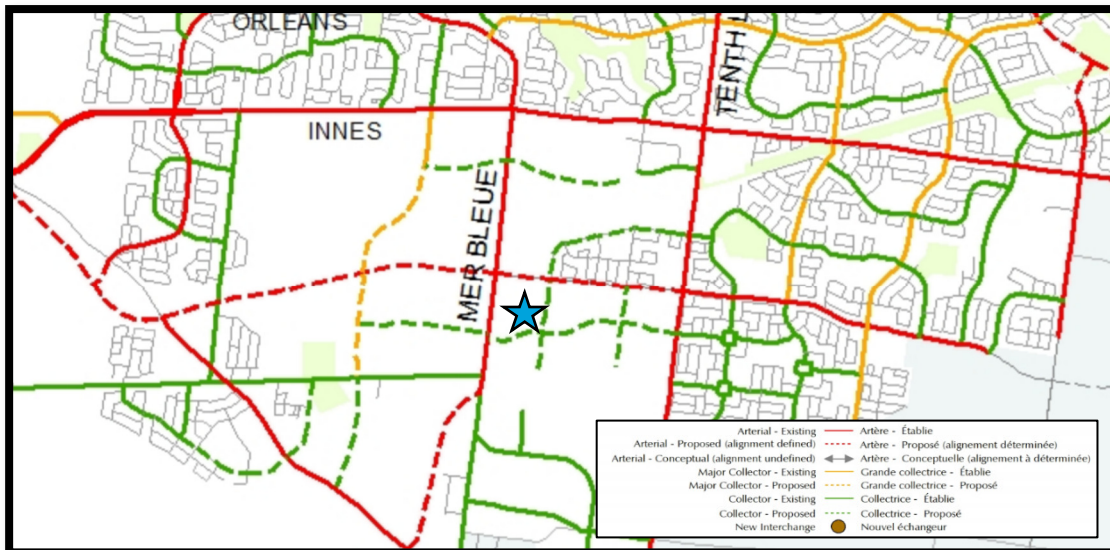 ORLEANS
INNES
MER BLEUE
TENTH
Arterial - Existing Artère - Établie
Arterial - Proposed (alignment defined) Artère - Proposé (alignement déterminée)
Arterial - Conceptual (alignment undefined) Artère - Conceptuelle (alignement à déterminée)
Major Collector - Existing Grande collectrice - Établie
Major Collector - Proposed Grande collectrice - Proposé
Collector - Existing Collectrice - Établie
Collector - Proposed Collectrice - Proposé
New Interchange Nouvel échangeur